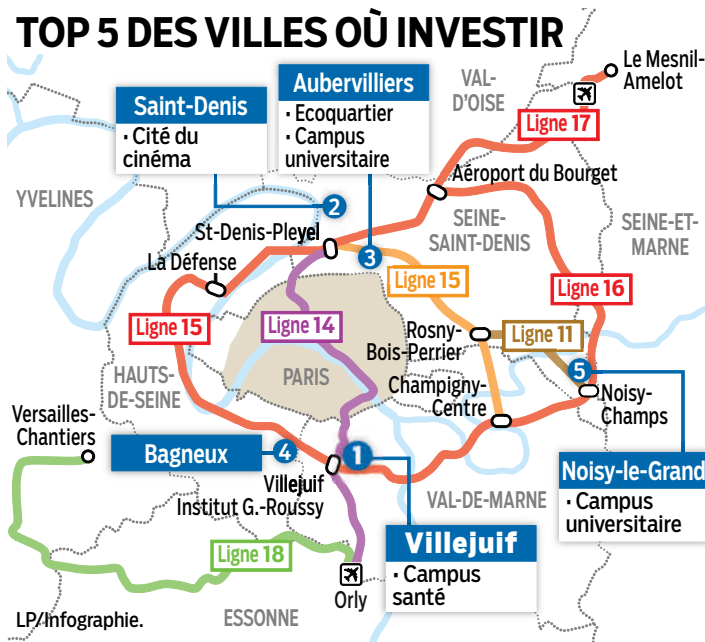 TOP 5 DES VILLES OÙ INVESTIR
Le Mesnil-
Amelot
VAL-
D'OISE
Aubervilliers
· Ecoquartier
· Campus
universitaire
Saint-Denis
· Cité du
cinéma
Ligne 17
Aéroport du Bourget
YVELINES
2
SEINE-
SAINT-DENIS
SEINE-ET-
MARNE
St-Denis-Pleyel
3
La Défense
Ligne 15
Ligne 16
Ligne 15
Ligne 14
Rosny-
Bois-Perrier
Ligne 11
HAUTS-
DE-SEINE
PARIS
5
Champigny-
Centre
Noisy-
Champs
Versailles-
Chantiers
Bagneux
4
1
Villejuif
Institut G.-Roussy
Noisy-le-Grand
· Campus
universitaire
VAL-DE-MARNE
Villejuif
· Campus
santé
Ligne 18
Orly
LP/Infographie.
ESSONNE